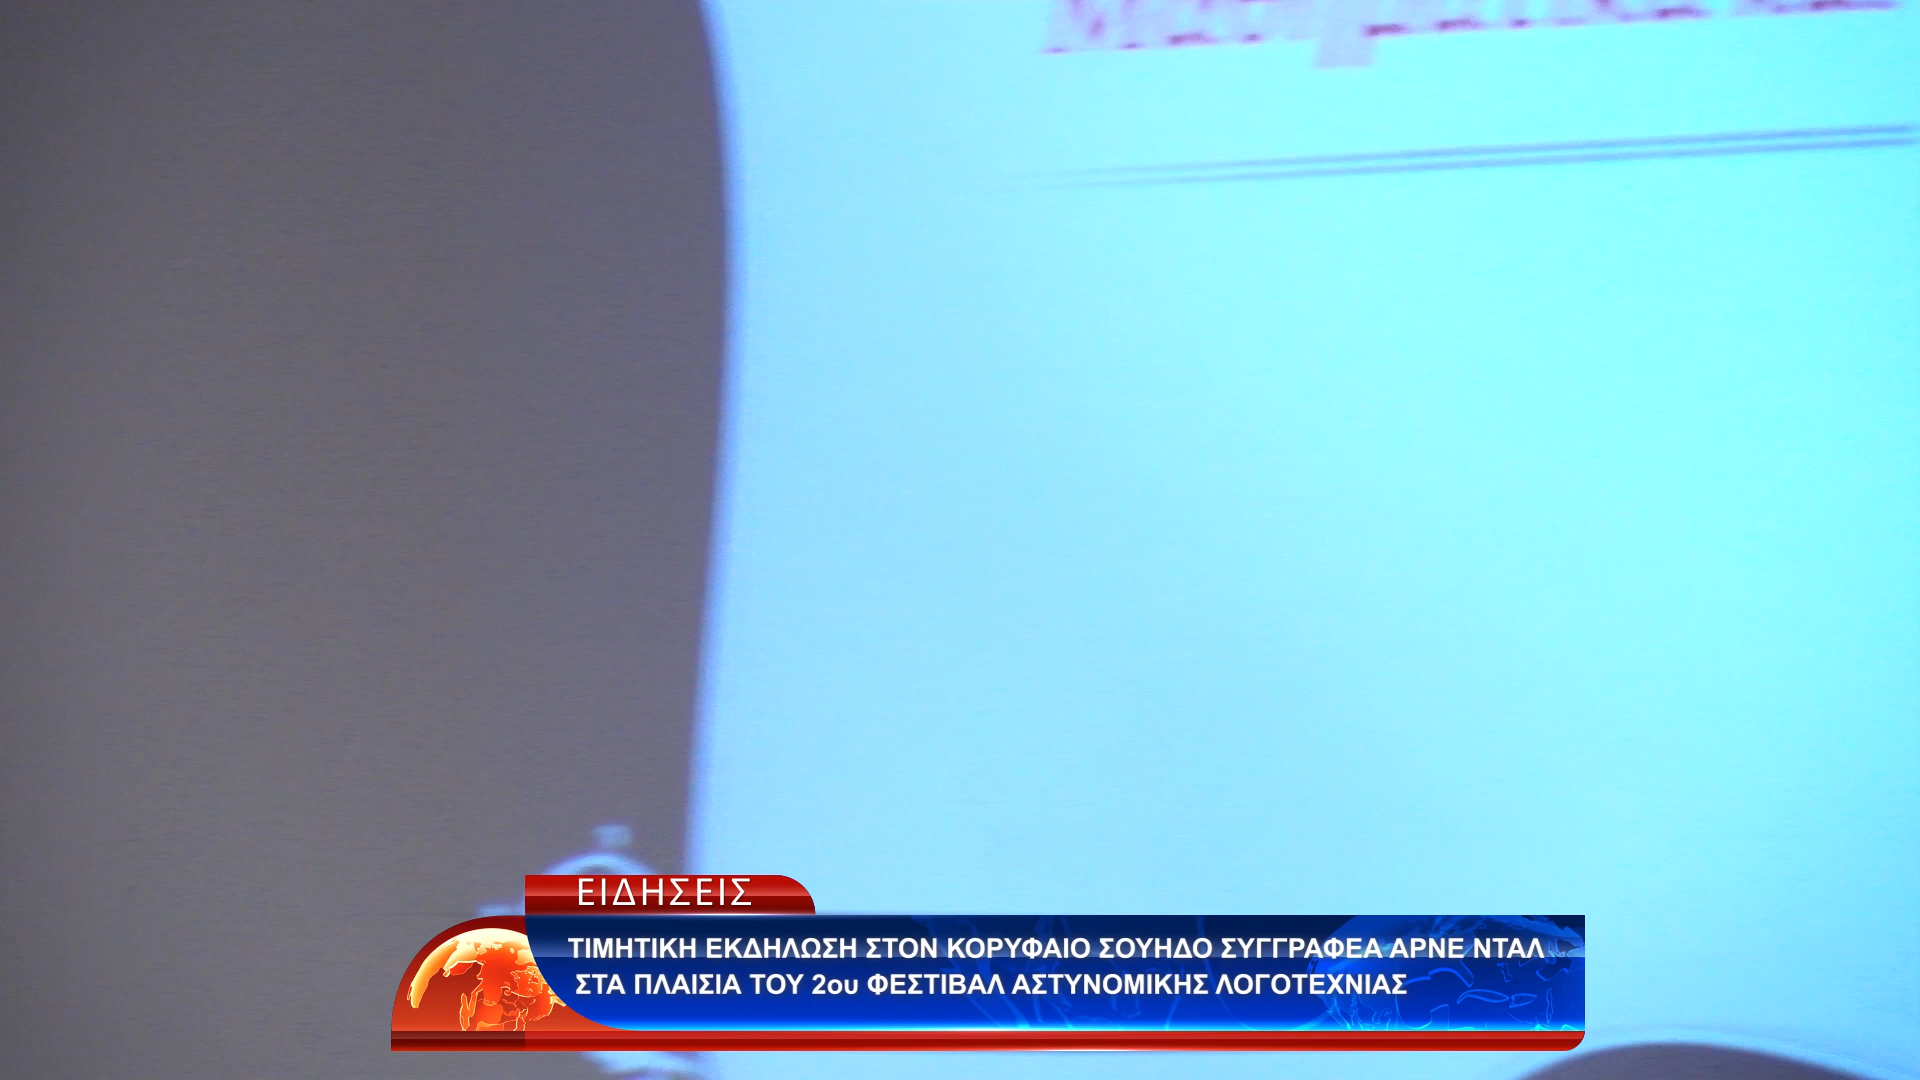 ΕΙΔΗΣΕΙΣ
ΤΙΜΗΤΙΚΗ ΕΚΔΗΛΩΣΗ ΣΤΟΝ ΚΟΡΥΦΑΙΟ ΣΟΥΗΔΟ ΣΥΓΓΡΑΦΕΑ ΑΡΝΕ ΝΤΑΛ
ΣΤΑ ΠΛΑΙΣΙΑ ΤΟΥ 2ου ΦΕΣΤΙΒΑΛ ΑΣΤΥΝΟΜΙΚΗΣ ΛΟΓΟΤΕΧΝΙΑΣ